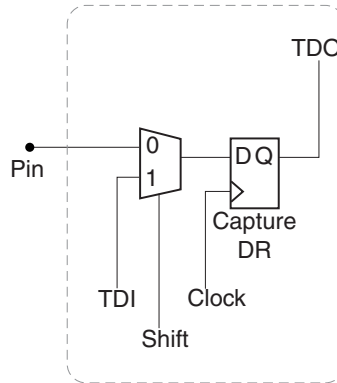 TDO
0
D Q
Pin
1
Capture
DR
TDI
Clock
Shift